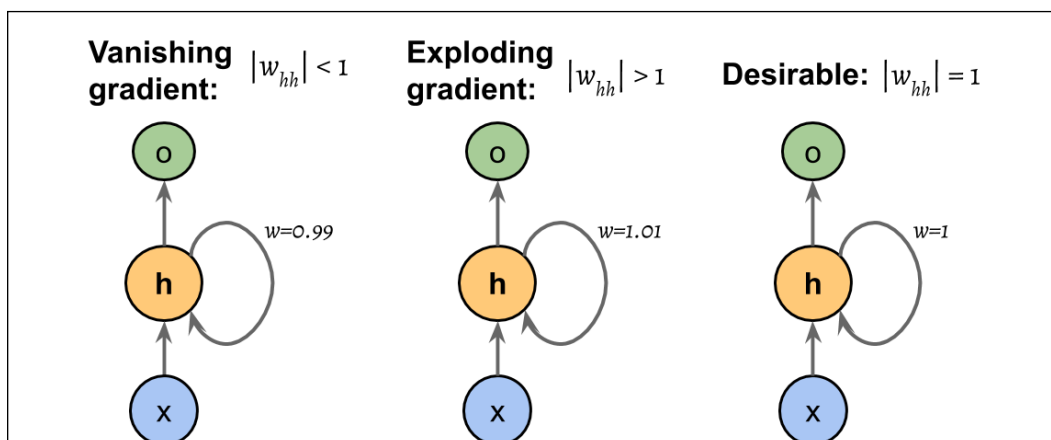 Vanishing gradient: |w_hh| < 1
Exploding gradient: |w_hh| > 1
Desirable: |w_hh| = 1
o
o
o
w=0.99
w=1.01
w=1
h
h
h
x
x
x